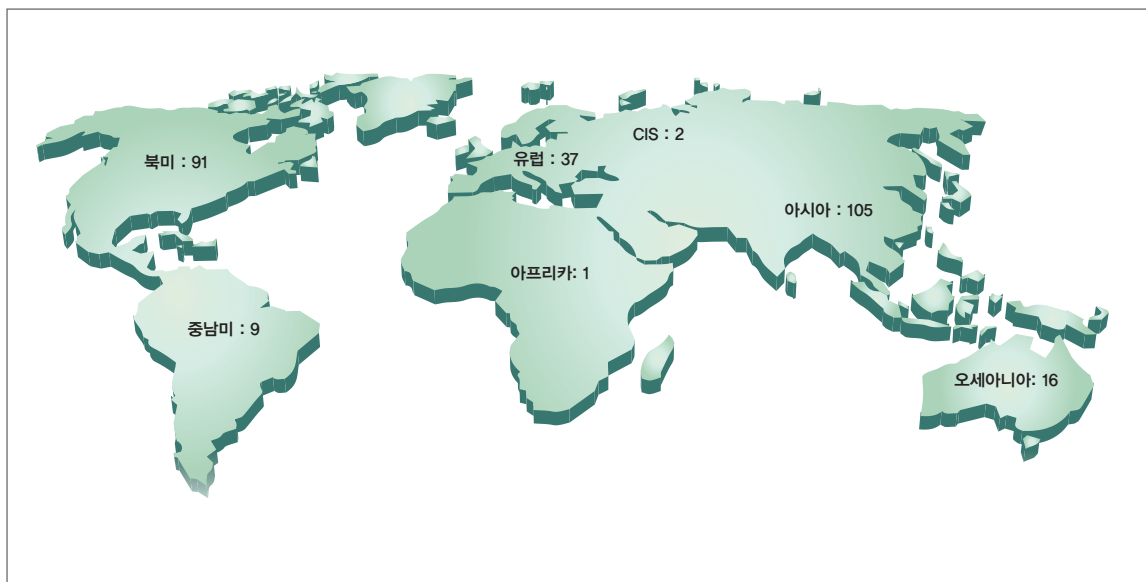 CIS : 2
북미 : 91
유럽 : 37
아시아 : 105
아프리카: 1
중남미 : 9
오세아니아: 16